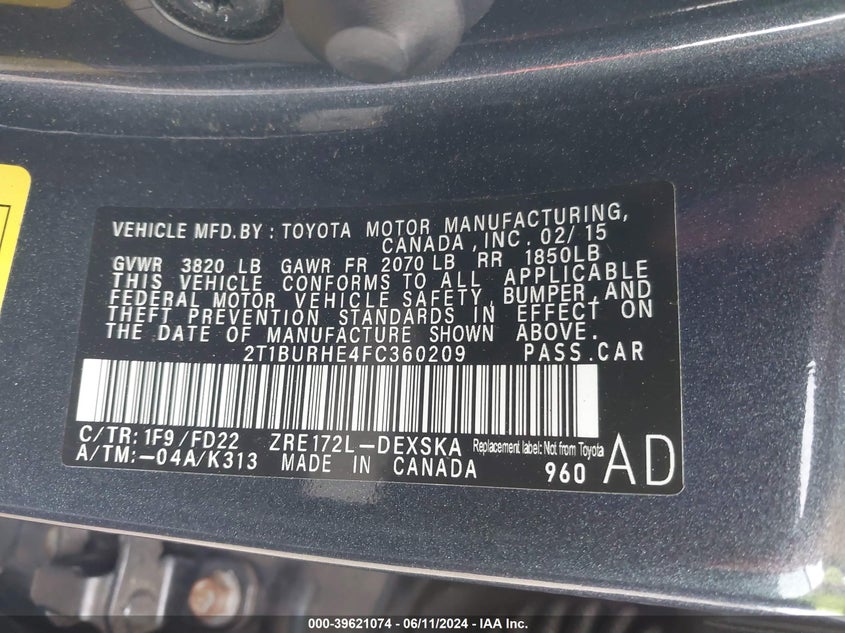 VEHICLE MFD.BY: TOYOTA MOTOR MANUFACTURING,
CANADA, INC. 02/15
GVWR 3820 LB GAWR FR 2070 LB RR 1850LB
THIS VEHICLE CONFORMS TO ALL APPLICABLE
FEDERAL MOTOR VEHICLE SAFETY, BUMPER, AND
THEFT PREVENTION STANDARDS IN EFFECT ON
THE DATE OF MANUFACTURE SHOWN ABOVE.
2T1BURHE4FC360209 PASS.CAR
C/TR: 1F9/FD22 ZRE172L-DEXSKA Replacement label: Not from Toyota AD
A/TM:-04A/K313 MADE IN CANADA 960
000-39621074 - 06/11/2024 - IAA Inc.